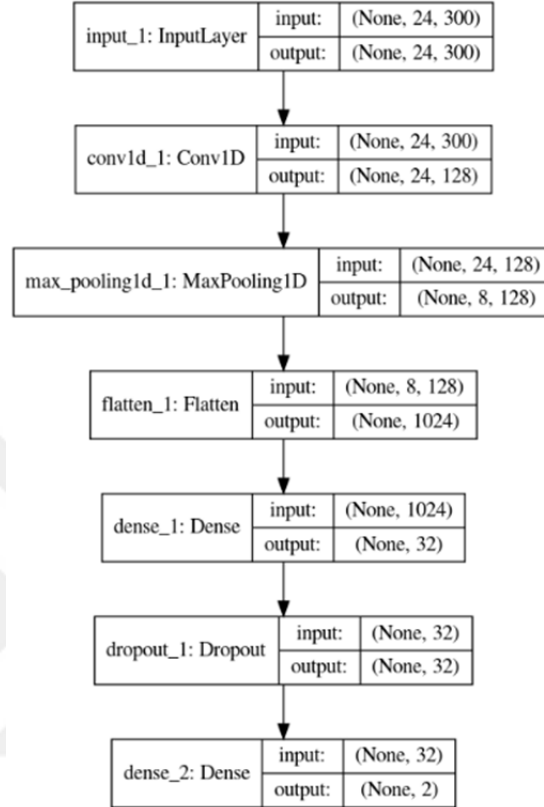 input_1: InputLayer
input: (None, 24, 300)
output: (None, 24, 300)
conv1d_1: Conv1D
input: (None, 24, 300)
output: (None, 24, 128)
max_pooling1d_1: MaxPooling1D
input: (None, 24, 128)
output: (None, 8, 128)
flatten_1: Flatten
input: (None, 8, 128)
output: (None, 1024)
dense_1: Dense
input: (None, 1024)
output: (None, 32)
dropout_1: Dropout
input: (None, 32)
output: (None, 32)
dense_2: Dense
input: (None, 32)
output: (None, 2)